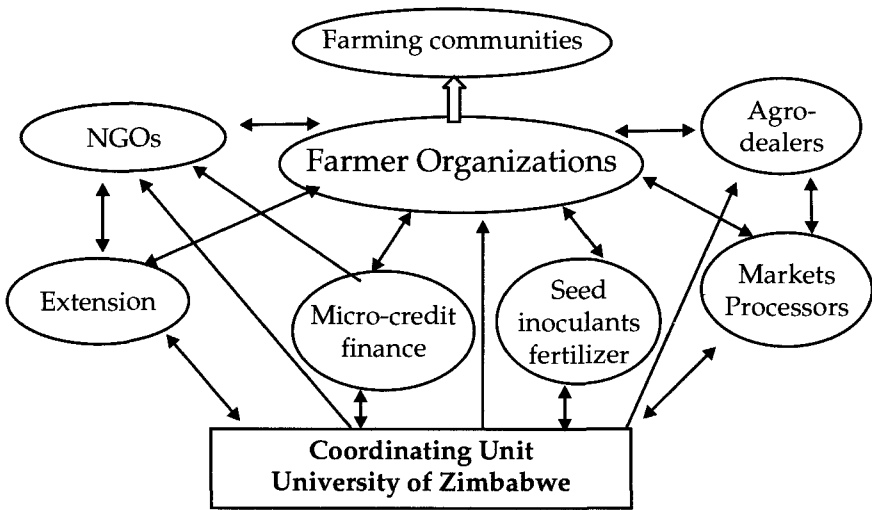 Farming communities
NGOs
Farmer Organizations
Agro-
dealers
Extension
Micro-credit
finance
Seed
inoculants
fertilizer
Markets
Processors
Coordinating Unit
University of Zimbabwe